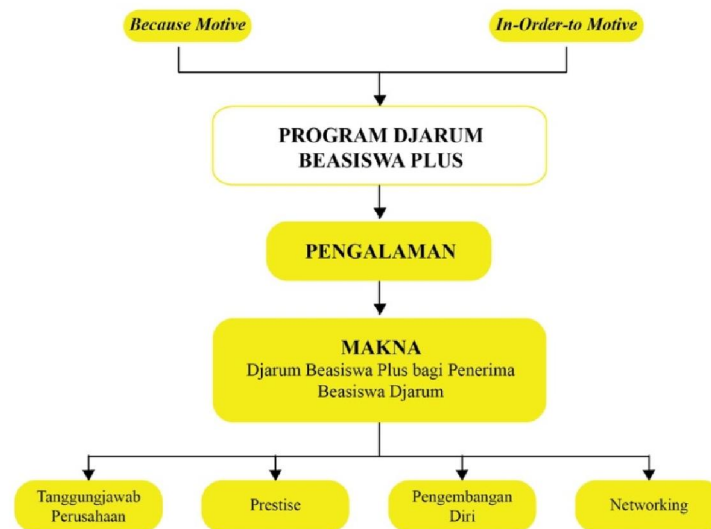 Because Motive
In-Order-to Motive
PROGRAM DJARUM
BEASISWA PLUS
PENGALAMAN
MAKNA
Djarum Beasiswa Plus bagi Penerima
Beasiswa Djarum
Tanggungjawab
Perusahaan
Prestise
Pengembangan
Diri
Networking